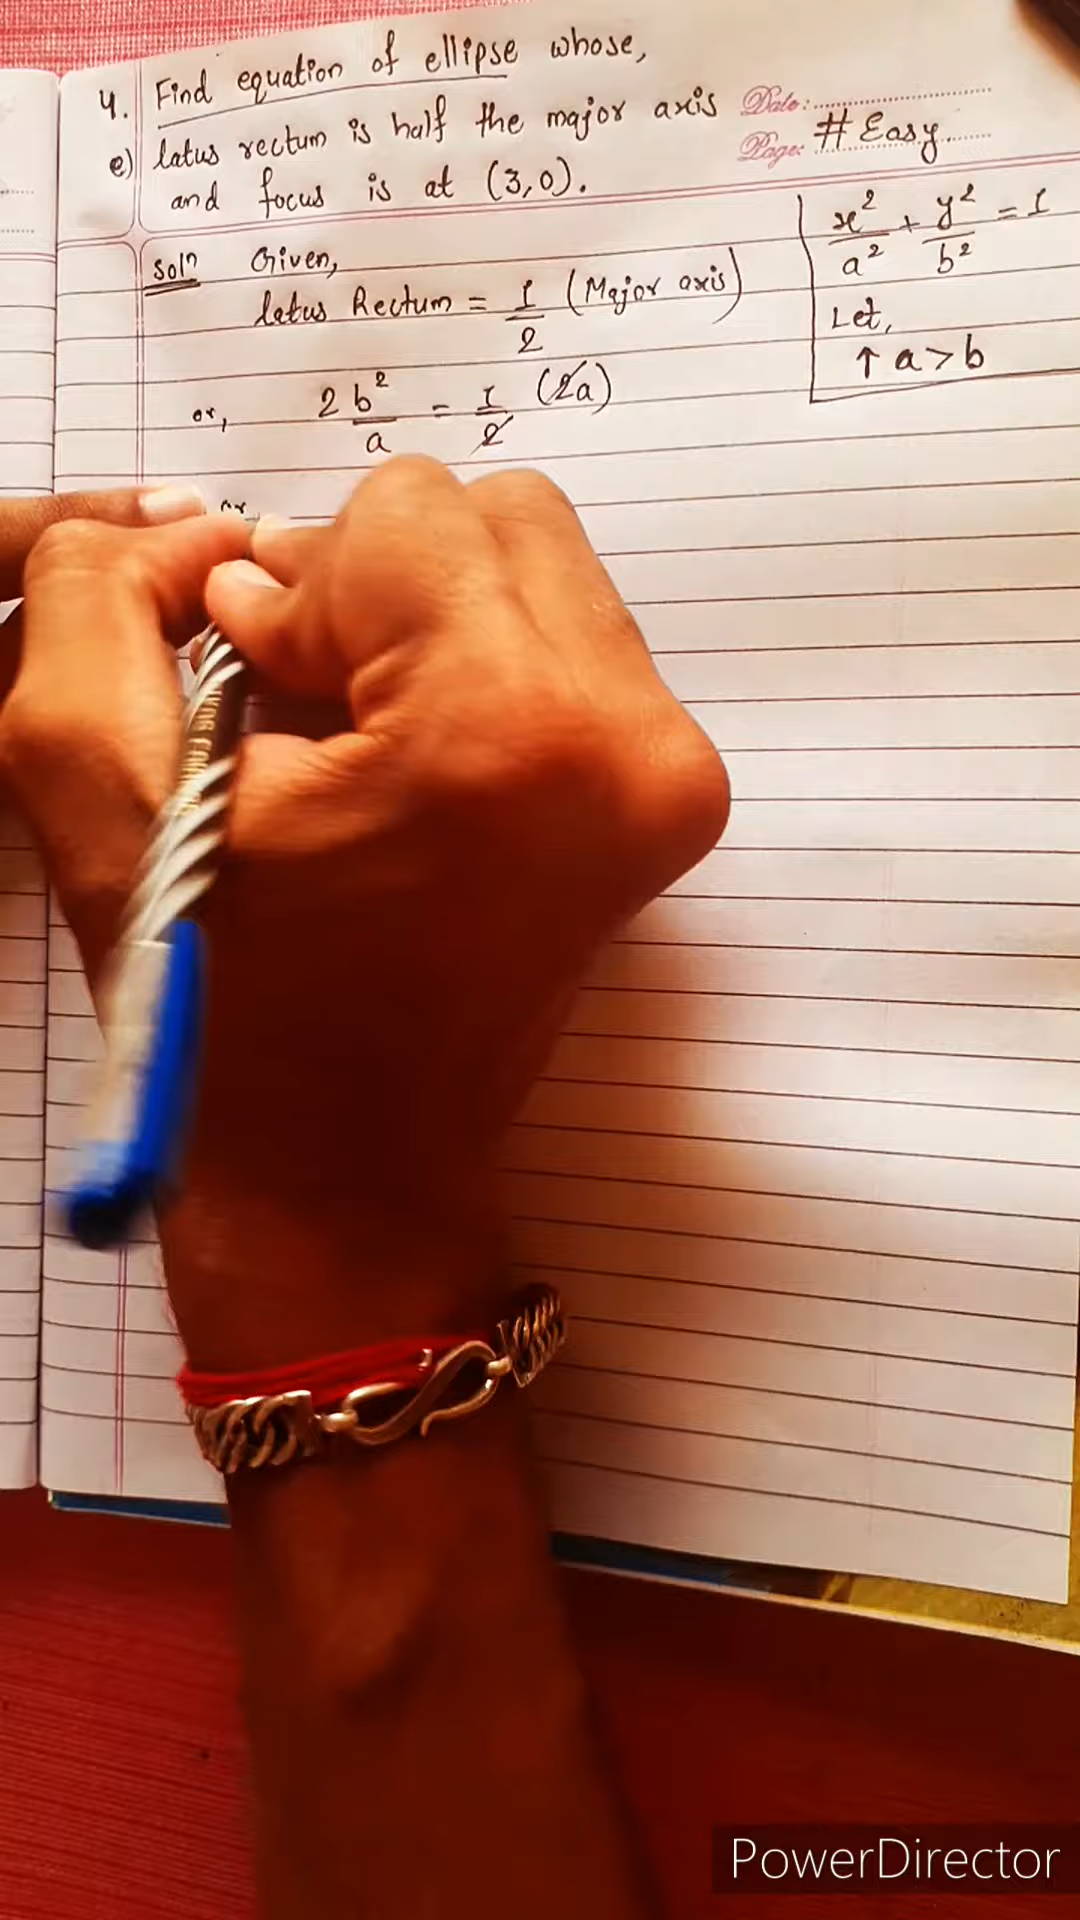 4. Find equation of ellipse whose,
e) latus rectum is half the major axis
and focus is at (3,0).
Date:
Page: # Easy
Soln Given,
latus Rectum = 1/2 (Major axis)
or, 2b²/a = 1/2 (2a)
or
x²/a² + y²/b² = 1
Let,
↑ a > b
PowerDirector